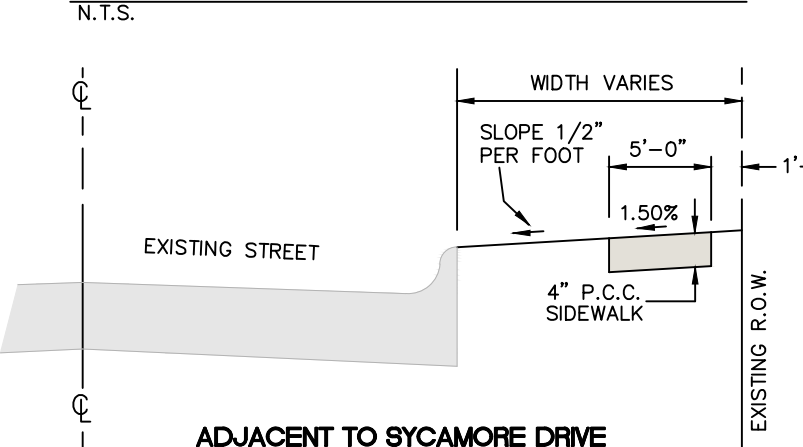 N.T.S.
℄
WIDTH VARIES
SLOPE 1/2"
PER FOOT
5'-0"
1'-
1.50%
EXISTING STREET
4" P.C.C.
SIDEWALK
EXISTING R.O.W.
℄
ADJACENT TO SYCAMORE DRIVE